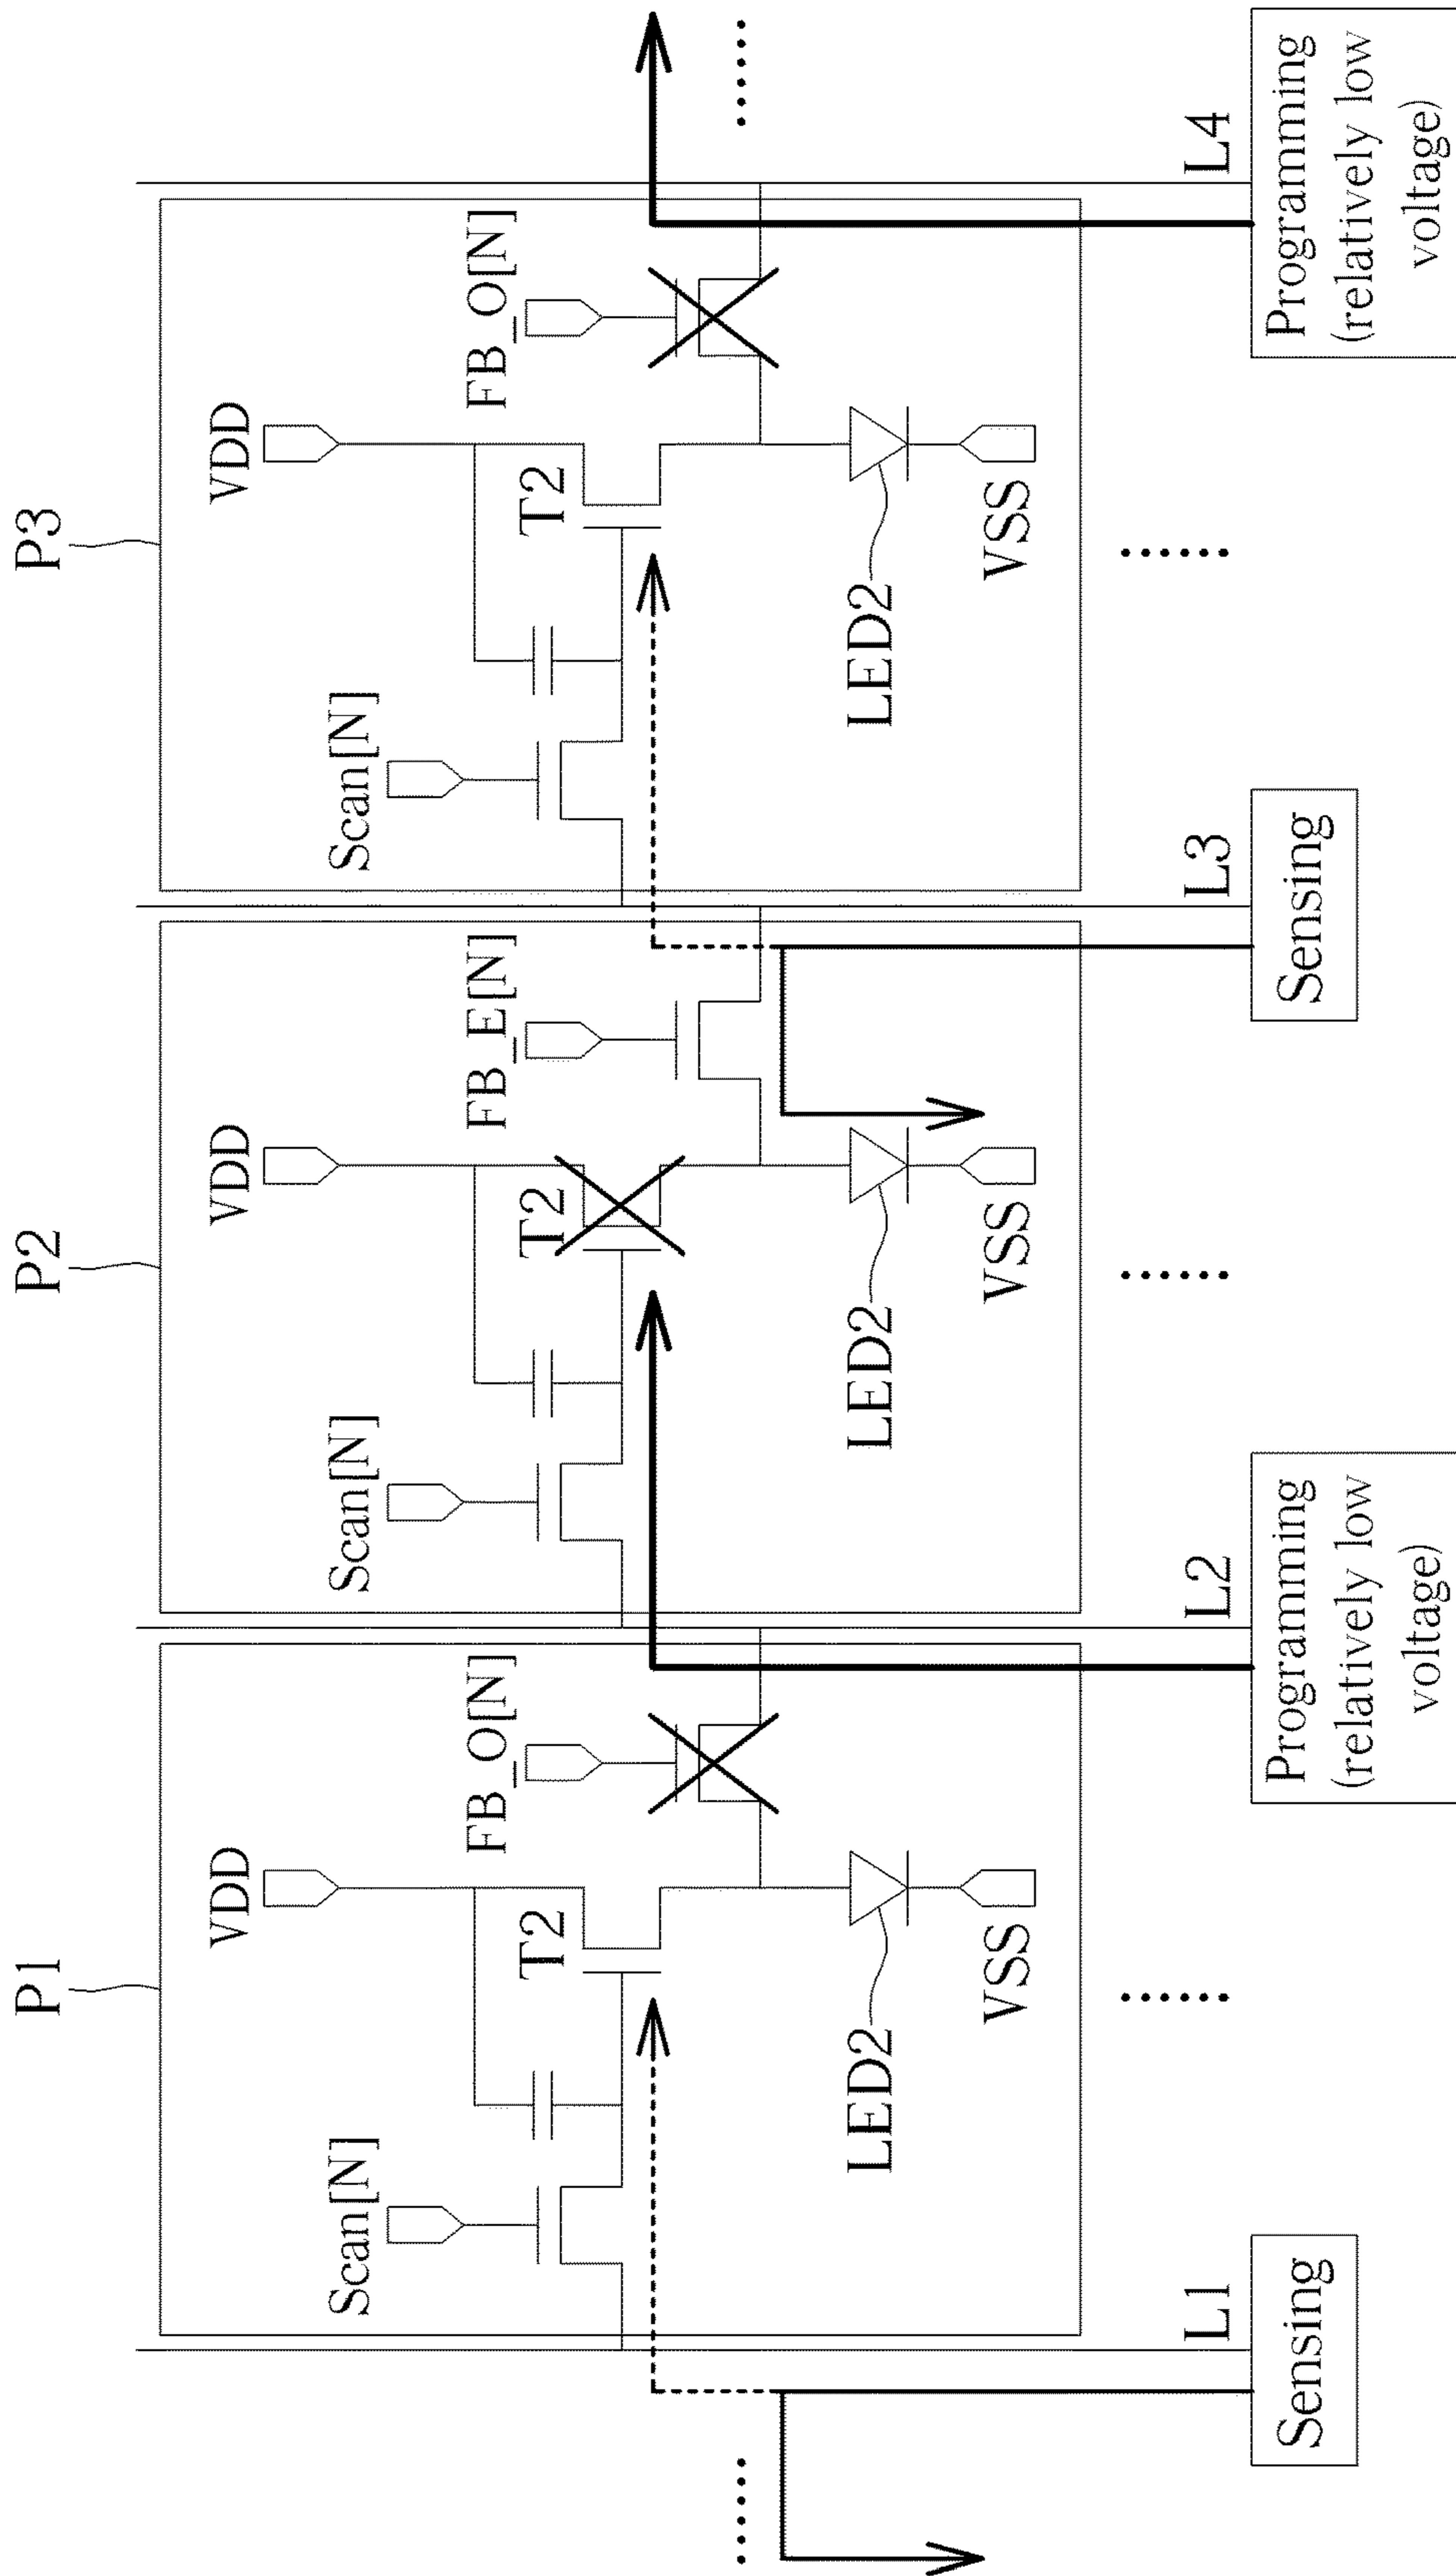 P1
P2
P3
VDD
VDD
VDD
Scan[N]
FB_O[N]
Scan[N]
FB_E[N]
Scan[N]
FB_O[N]
T2
T2
T2
LED2
LED2
LED2
VSS
VSS
VSS
......
......
......
......
......
L1
L2
L3
L4
Sensing
Programming
(relatively low
voltage)
Sensing
Programming
(relatively low
voltage)